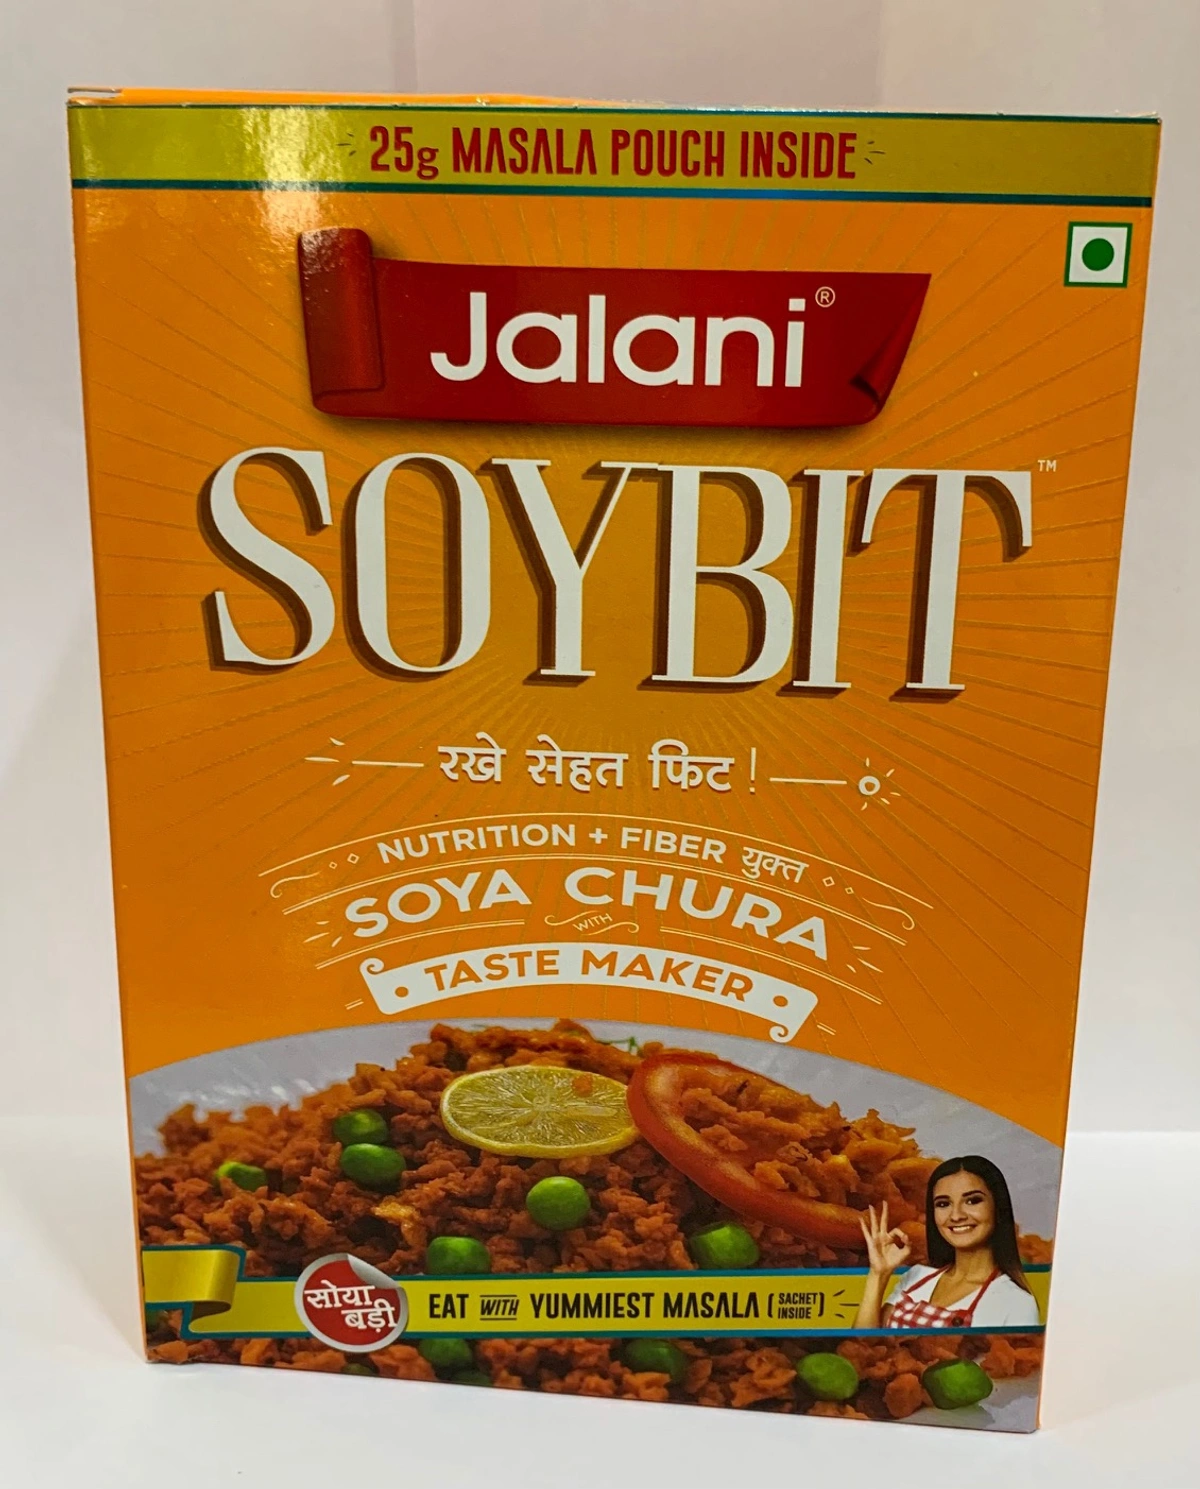 25g MASALA POUCH INSIDE
Jalani®
SOYBIT™
रखे सेहत फिट!
NUTRITION + FIBER युक्त
SOYA CHURA
WITH
TASTE MAKER
सोया
बड़ी
EAT WITH YUMMIEST MASALA (SACHET INSIDE)